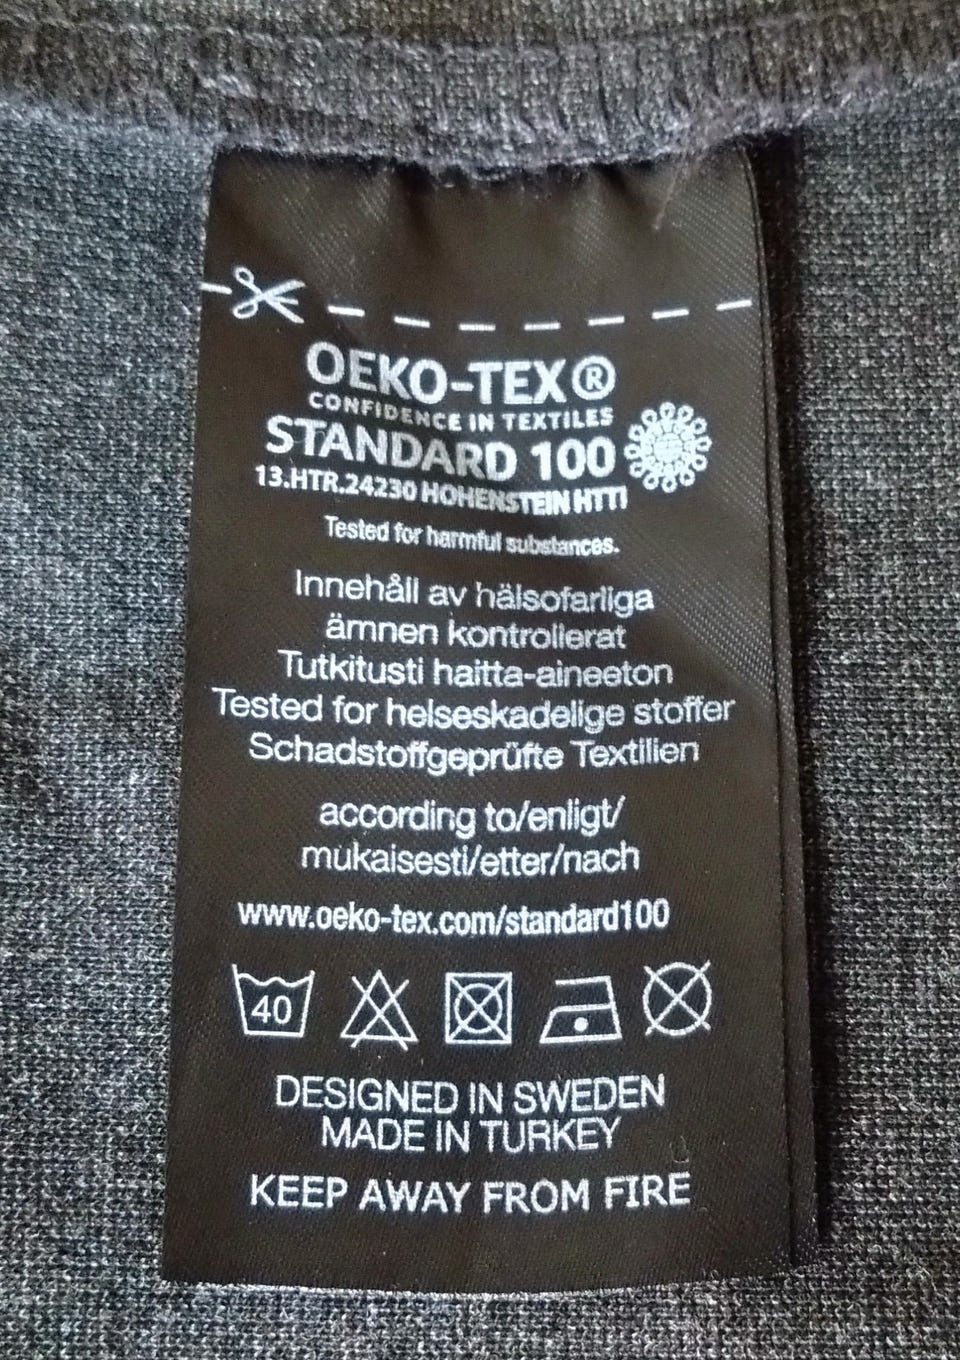 OEKO-TEX®
CONFIDENCE IN TEXTILES
STANDARD 100
13.HTR.24230 HOHENSTEIN HTTI
Tested for harmful substances.
Innehåll av hälsofarliga
ämnen kontrollerat
Tutkitusti haitta-aineeton
Tested for helseskadelige stoffer
Schadstoffgeprüfte Textilien
according to/enligt/
mukaisesti/etter/nach
www.oeko-tex.com/standard100
40
DESIGNED IN SWEDEN
MADE IN TURKEY
KEEP AWAY FROM FIRE